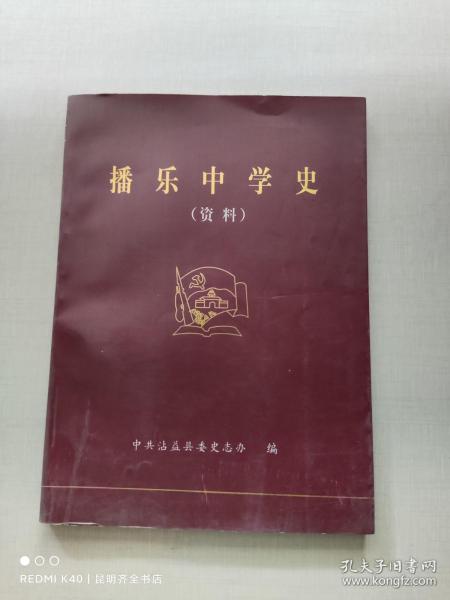 播乐中学史
（资料）
中共沾益县委史志办 编
REDMI K40 | 昆明齐全书店
孔夫子旧书网
www.kongfz.com